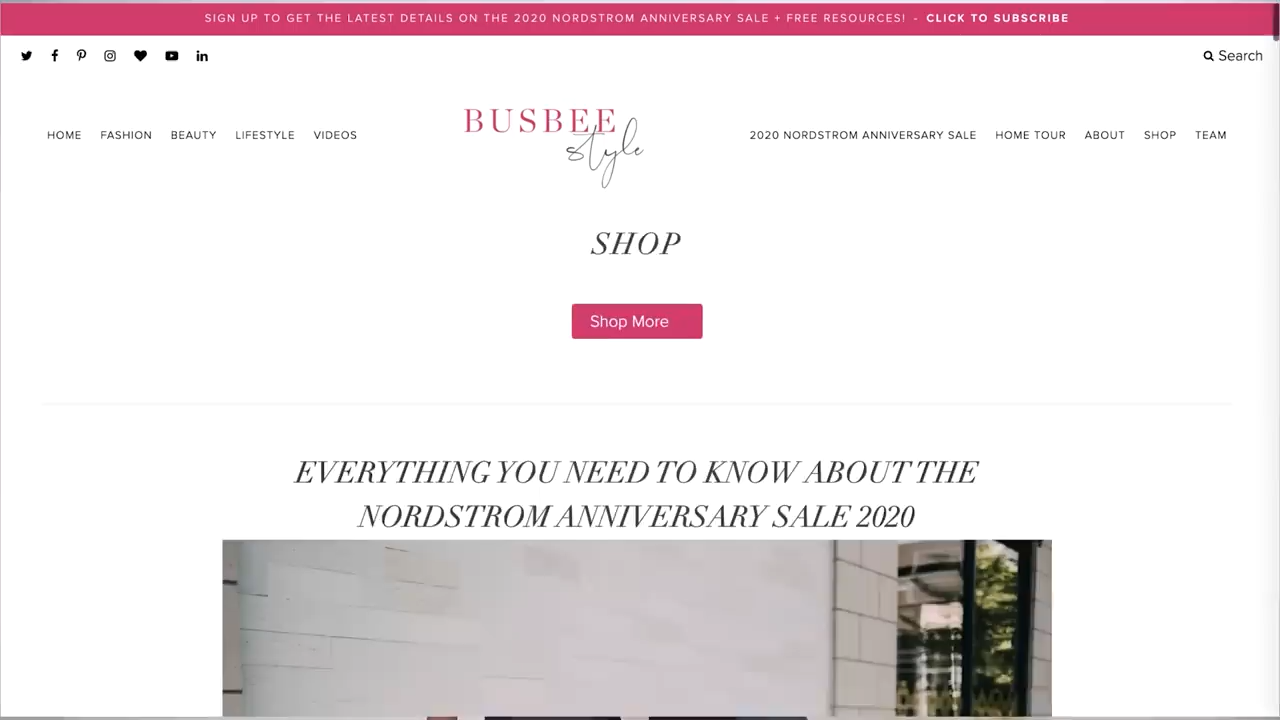 SIGN UP TO GET THE LATEST DETAILS ON THE 2020 NORDSTROM ANNIVERSARY SALE + FREE RESOURCES! - CLICK TO SUBSCRIBE
Search
HOME FASHION BEAUTY LIFESTYLE VIDEOS
BUSBEE
style
2020 NORDSTROM ANNIVERSARY SALE HOME TOUR ABOUT SHOP TEAM
SHOP
Shop More
EVERYTHING YOU NEED TO KNOW ABOUT THE
NORDSTROM ANNIVERSARY SALE 2020